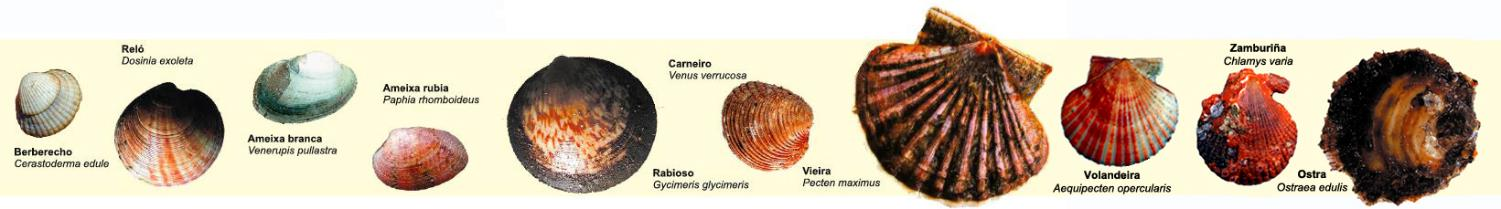 Berberecho
Cerastoderma edule
Reló
Dosinia exoleta
Ameixa branca
Venerupis pullastra
Ameixa rubia
Paphia rhomboideus
Rabioso
Gycimeris glycimeris
Carneiro
Venus verrucosa
Vieira
Pecten maximus
Volandeira
Aequipecten opercularis
Zamburiña
Chlamys varia
Ostra
Ostraea edulis